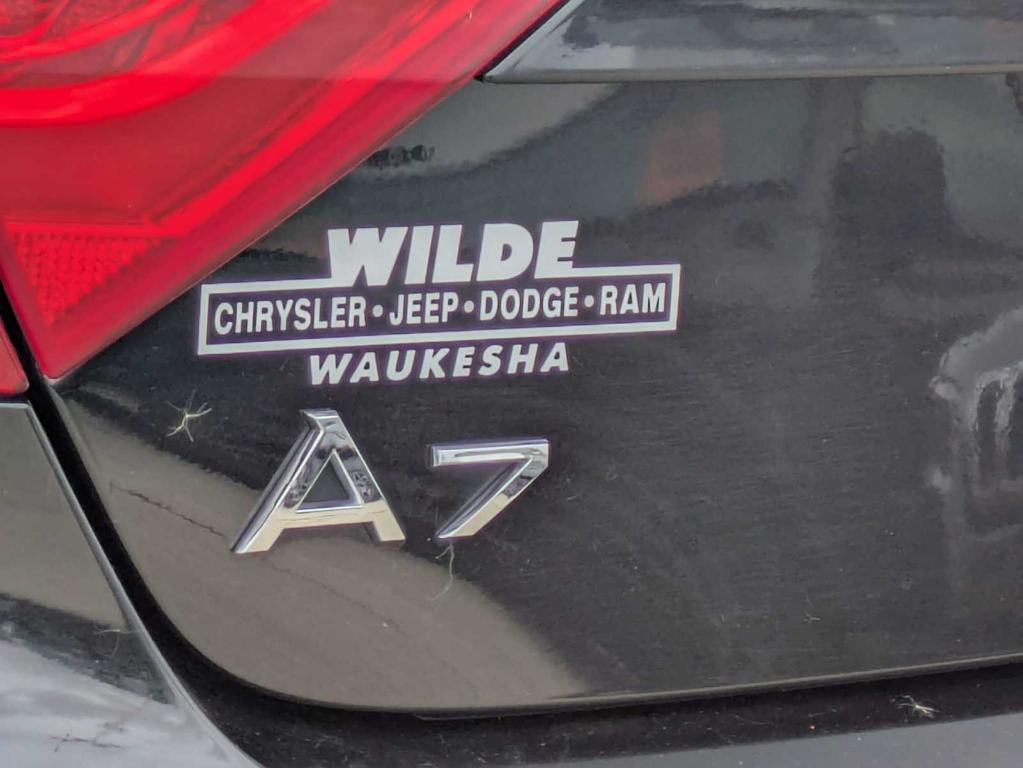 WILDE
CHRYSLER • JEEP • DODGE • RAM
WAUKESHA
A7